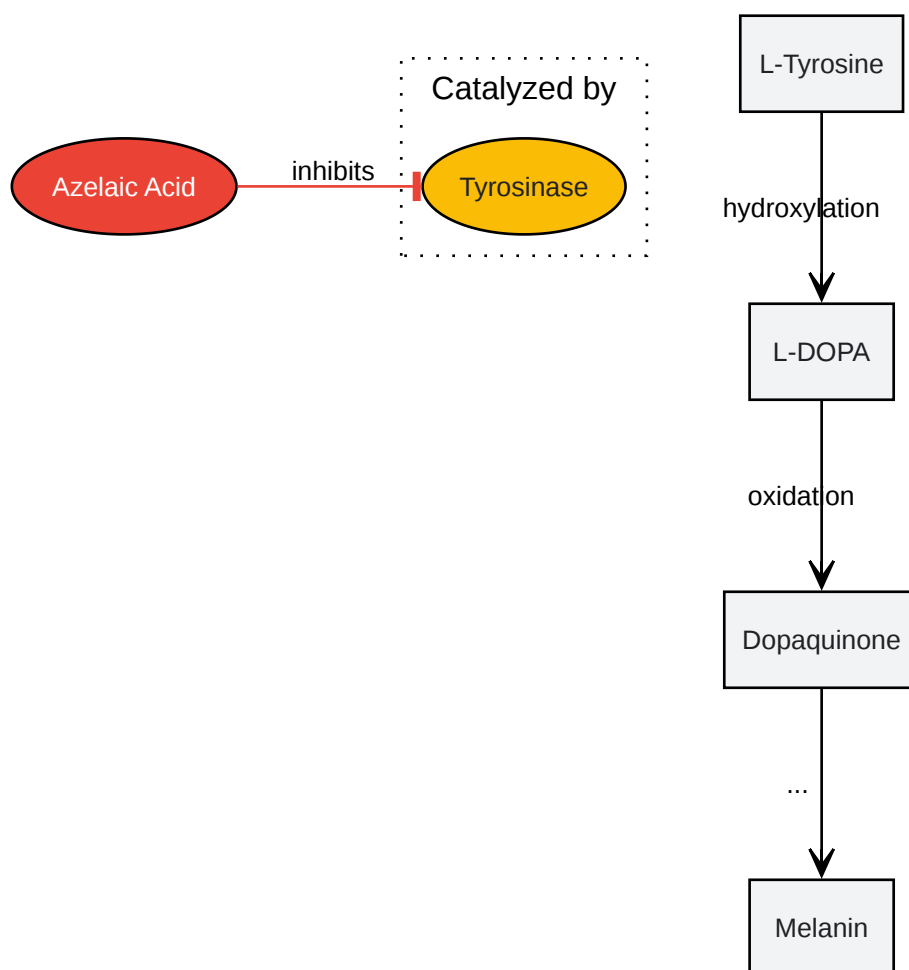 L-Tyrosine
Catalyzed by
Azelaic Acid
inhibits
Tyrosinase
hydroxylation
L-DOPA
oxidation
Dopaquinone
...
Melanin